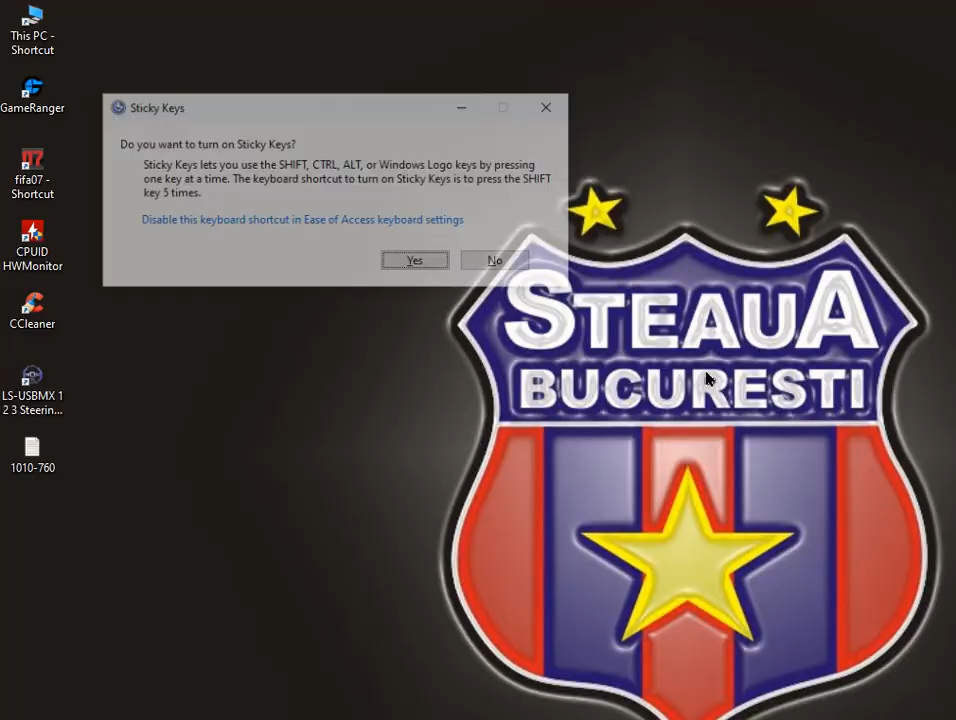 This PC -
Shortcut
GameRanger
fifa07 -
Shortcut
CPUID
HWMonitor
CCleaner
LS-USBMX 1
2 3 Steerin...
1010-760
Sticky Keys
Do you want to turn on Sticky Keys?
Sticky Keys lets you use the SHIFT, CTRL, ALT, or Windows Logo keys by pressing
one key at a time. The keyboard shortcut to turn on Sticky Keys is to press the SHIFT
key 5 times.
Disable this keyboard shortcut in Ease of Access keyboard settings
Yes
No
STEAUA
BUCURESTI